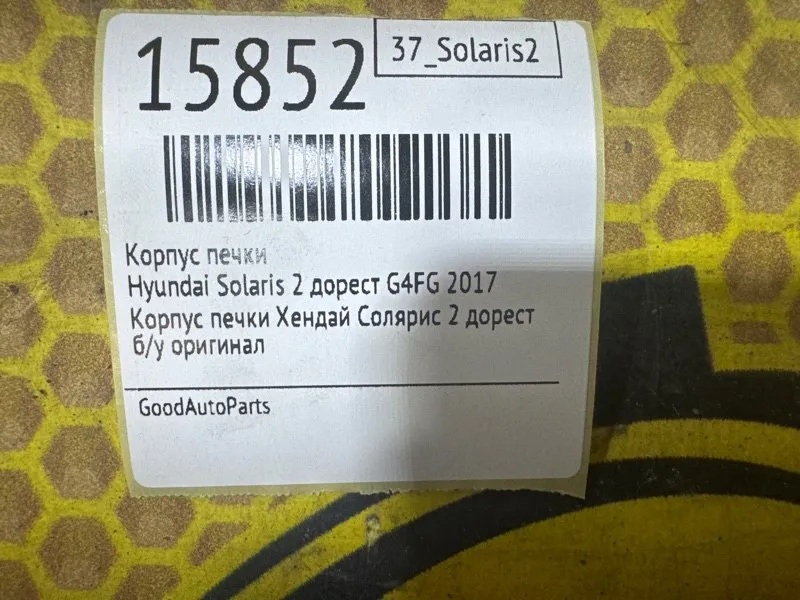 15852
37_Solaris2
Корпус печки
Hyundai Solaris 2 дорест G4FG 2017
Корпус печки Хендай Солярис 2 дорест
б/у оригинал
GoodAutoParts